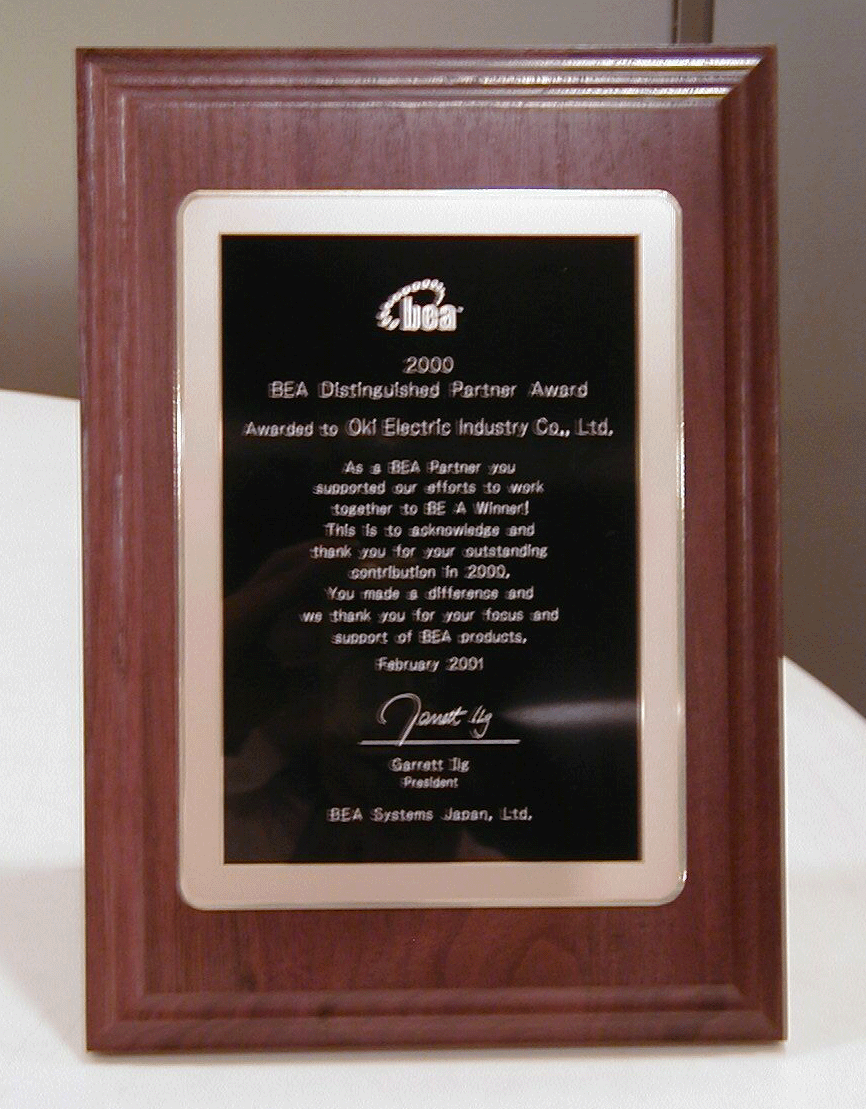 bea
2000
BEA Distinguished Partner Award
Awarded to Oki Electric Industry Co., Ltd.
As a BEA Partner you
supported our efforts to work
together to BE A Winner!
This is to acknowledge and
thank you for your outstanding
contribution in 2000.
You made a difference and
we thank you for your focus and
support of BEA products.
February 2001
Garrett Ilg
Garrett Ilg
President
BEA Systems Japan, Ltd.